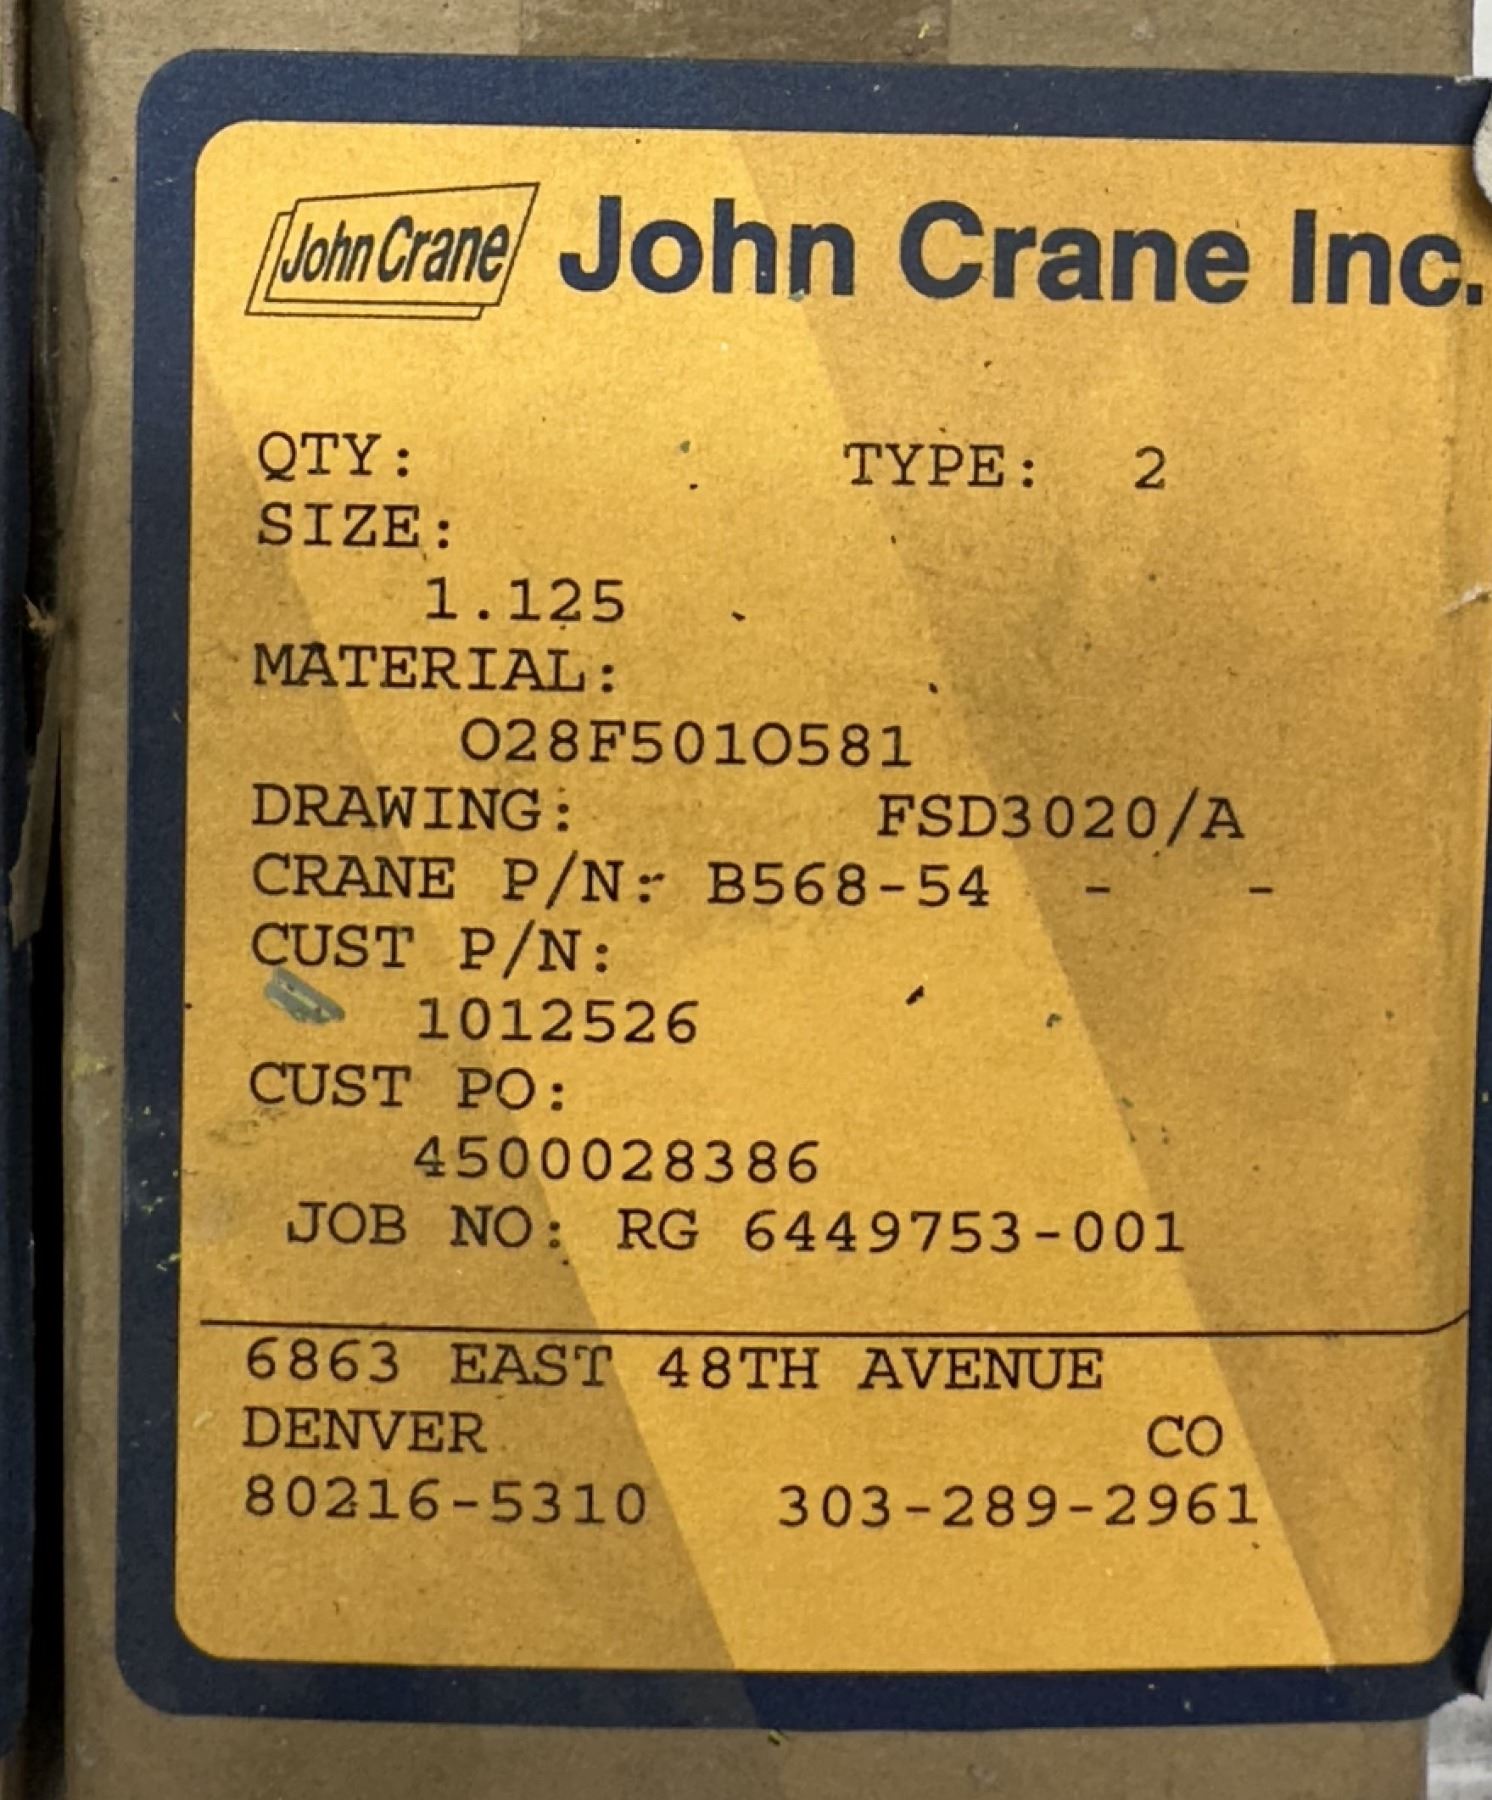 John Crane John Crane Inc.
QTY: TYPE: 2
SIZE:
1.125
MATERIAL:
O28F501O581
DRAWING: FSD3020/A
CRANE P/N: B568-54 - -
CUST P/N:
1012526
CUST PO:
4500028386
JOB NO: RG 6449753-001
6863 EAST 48TH AVENUE
DENVER CO
80216-5310 303-289-2961